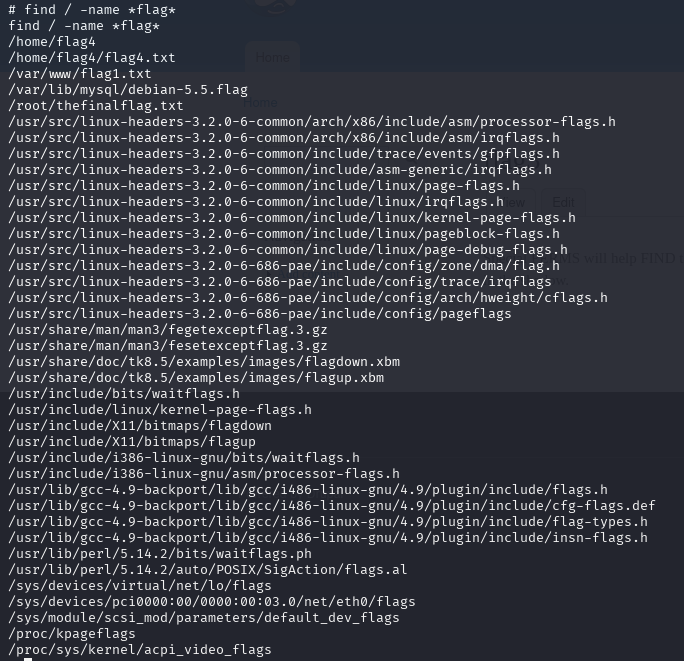 # find / -name *flag*
find / -name *flag*
/home/flag4
/home/flag4/flag4.txt
/var/www/flag1.txt
/var/lib/mysql/debian-5.5.flag
/root/thefinalflag.txt
/usr/src/linux-headers-3.2.0-6-common/arch/x86/include/asm/processor-flags.h
/usr/src/linux-headers-3.2.0-6-common/arch/x86/include/asm/irqflags.h
/usr/src/linux-headers-3.2.0-6-common/include/trace/events/gfpflags.h
/usr/src/linux-headers-3.2.0-6-common/include/asm-generic/irqflags.h
/usr/src/linux-headers-3.2.0-6-common/include/linux/page-flags.h
/usr/src/linux-headers-3.2.0-6-common/include/linux/irqflags.h
/usr/src/linux-headers-3.2.0-6-common/include/linux/kernel-page-flags.h
/usr/src/linux-headers-3.2.0-6-common/include/linux/pageblock-flags.h
/usr/src/linux-headers-3.2.0-6-common/include/linux/page-debug-flags.h
/usr/src/linux-headers-3.2.0-6-686-pae/include/config/zone/dma/flag.h
/usr/src/linux-headers-3.2.0-6-686-pae/include/config/trace/irqflags
/usr/src/linux-headers-3.2.0-6-686-pae/include/config/arch/hweight/cflags.h
/usr/src/linux-headers-3.2.0-6-686-pae/include/config/pageflags
/usr/share/man/man3/fegetexceptflag.3.gz
/usr/share/man/man3/fesetexceptflag.3.gz
/usr/share/doc/tk8.5/examples/images/flagdown.xbm
/usr/share/doc/tk8.5/examples/images/flagup.xbm
/usr/include/bits/waitflags.h
/usr/include/linux/kernel-page-flags.h
/usr/include/X11/bitmaps/flagdown
/usr/include/X11/bitmaps/flagup
/usr/include/i386-linux-gnu/bits/waitflags.h
/usr/include/i386-linux-gnu/asm/processor-flags.h
/usr/lib/gcc-4.9-backport/lib/gcc/i486-linux-gnu/4.9/plugin/include/flags.h
/usr/lib/gcc-4.9-backport/lib/gcc/i486-linux-gnu/4.9/plugin/include/cfg-flags.def
/usr/lib/gcc-4.9-backport/lib/gcc/i486-linux-gnu/4.9/plugin/include/flag-types.h
/usr/lib/gcc-4.9-backport/lib/gcc/i486-linux-gnu/4.9/plugin/include/insn-flags.h
/usr/lib/perl/5.14.2/bits/waitflags.ph
/usr/lib/perl/5.14.2/auto/POSIX/SigAction/flags.al
/sys/devices/virtual/net/lo/flags
/sys/devices/pci0000:00/0000:00:03.0/net/eth0/flags
/sys/module/scsi_mod/parameters/default_dev_flags
/proc/kpageflags
/proc/sys/kernel/acpi_video_flags
Home
Home
Edit
will help FIND